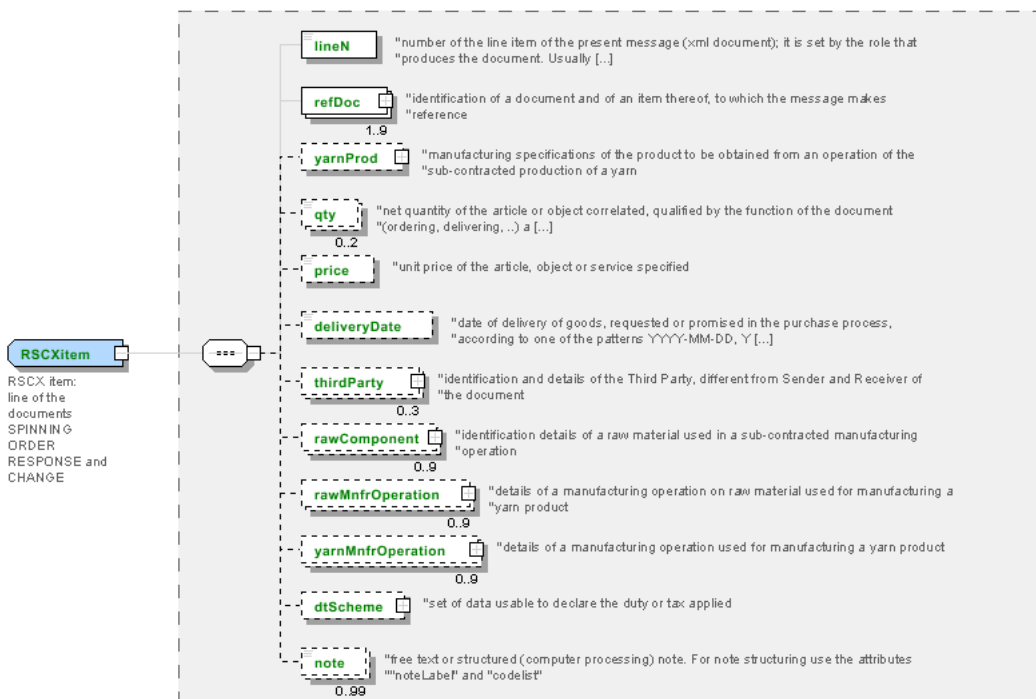 lineN
"number of the line item of the present message (xml document); it is set by the role that
"produces the document. Usually [...]
refDoc
1..9
"identification of a document and of an item thereof, to which the message makes
"reference
yarnProd
"manufacturing specifications of the product to be obtained from an operation of the
"sub-contracted production of a yarn
qty
0..2
"net quantity of the article or object correlated, qualified by the function of the document
"(ordering, delivering, ..) a [...]
price
"unit price of the article, object or service specified
deliveryDate
"date of delivery of goods, requested or promised in the purchase process,
"according to one of the patterns YYYY-MM-DD, Y [...]
RSCXitem
RSCX item:
line of the
documents
SPINNING
ORDER
RESPONSE and
CHANGE
thirdParty
0..3
"identification and details of the Third Party, different from Sender and Receiver of
"the document
rawComponent
0..9
"identification details of a raw material used in a sub-contracted manufacturing
"operation
rawMnfrOperation
0..9
"details of a manufacturing operation on raw material used for manufacturing a
"yarn product
yarnMnfrOperation
0..9
"details of a manufacturing operation used for manufacturing a yarn product
dtScheme
"set of data usable to declare the duty or tax applied
note
0..99
"free text or structured (computer processing) note. For note structuring use the attributes
""noteLabel" and "codelist"